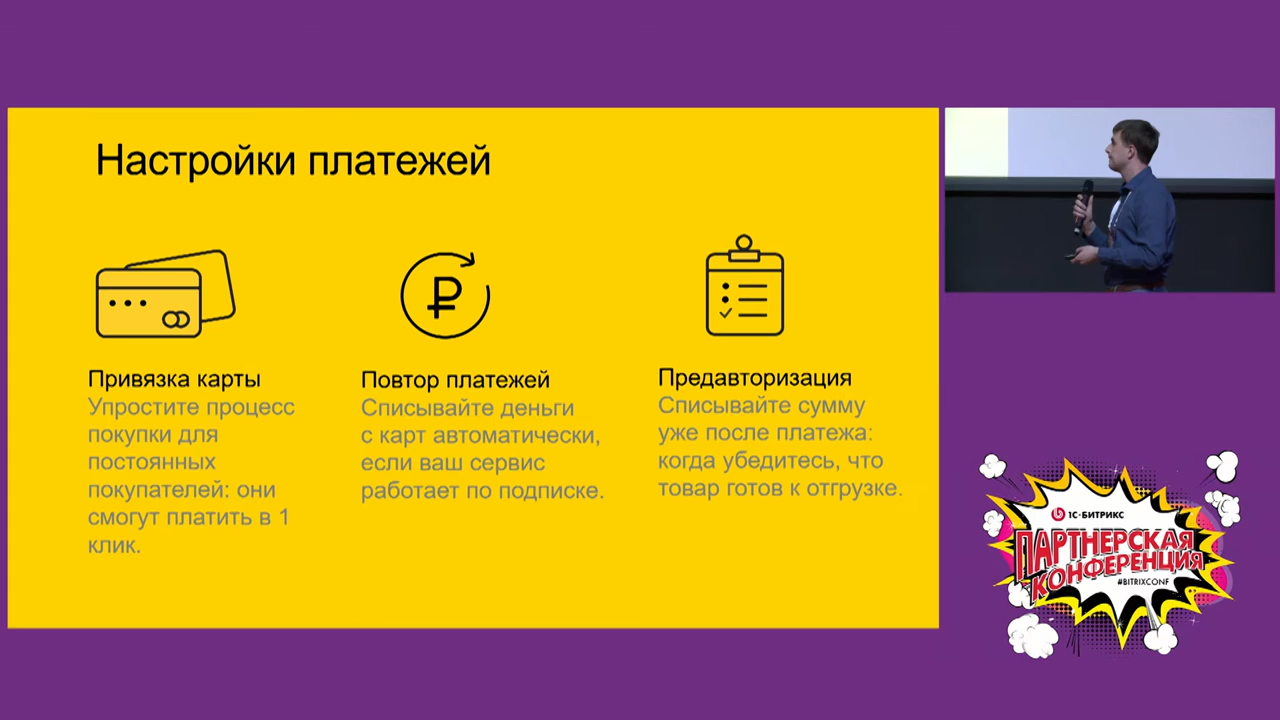 Настройки платежей
Привязка карты
Упростите процесс
покупки для
постоянных
покупателей: они
смогут платить в 1
клик.
Повтор платежей
Списывайте деньги
с карт автоматически,
если ваш сервис
работает по подписке.
Предавторизация
Списывайте сумму
уже после платежа:
когда убедитесь, что
товар готов к отгрузке.
1С-БИТРИКС
ПАРТНЕРСКАЯ
КОНФЕРЕНЦИЯ
#BITRIXCONF